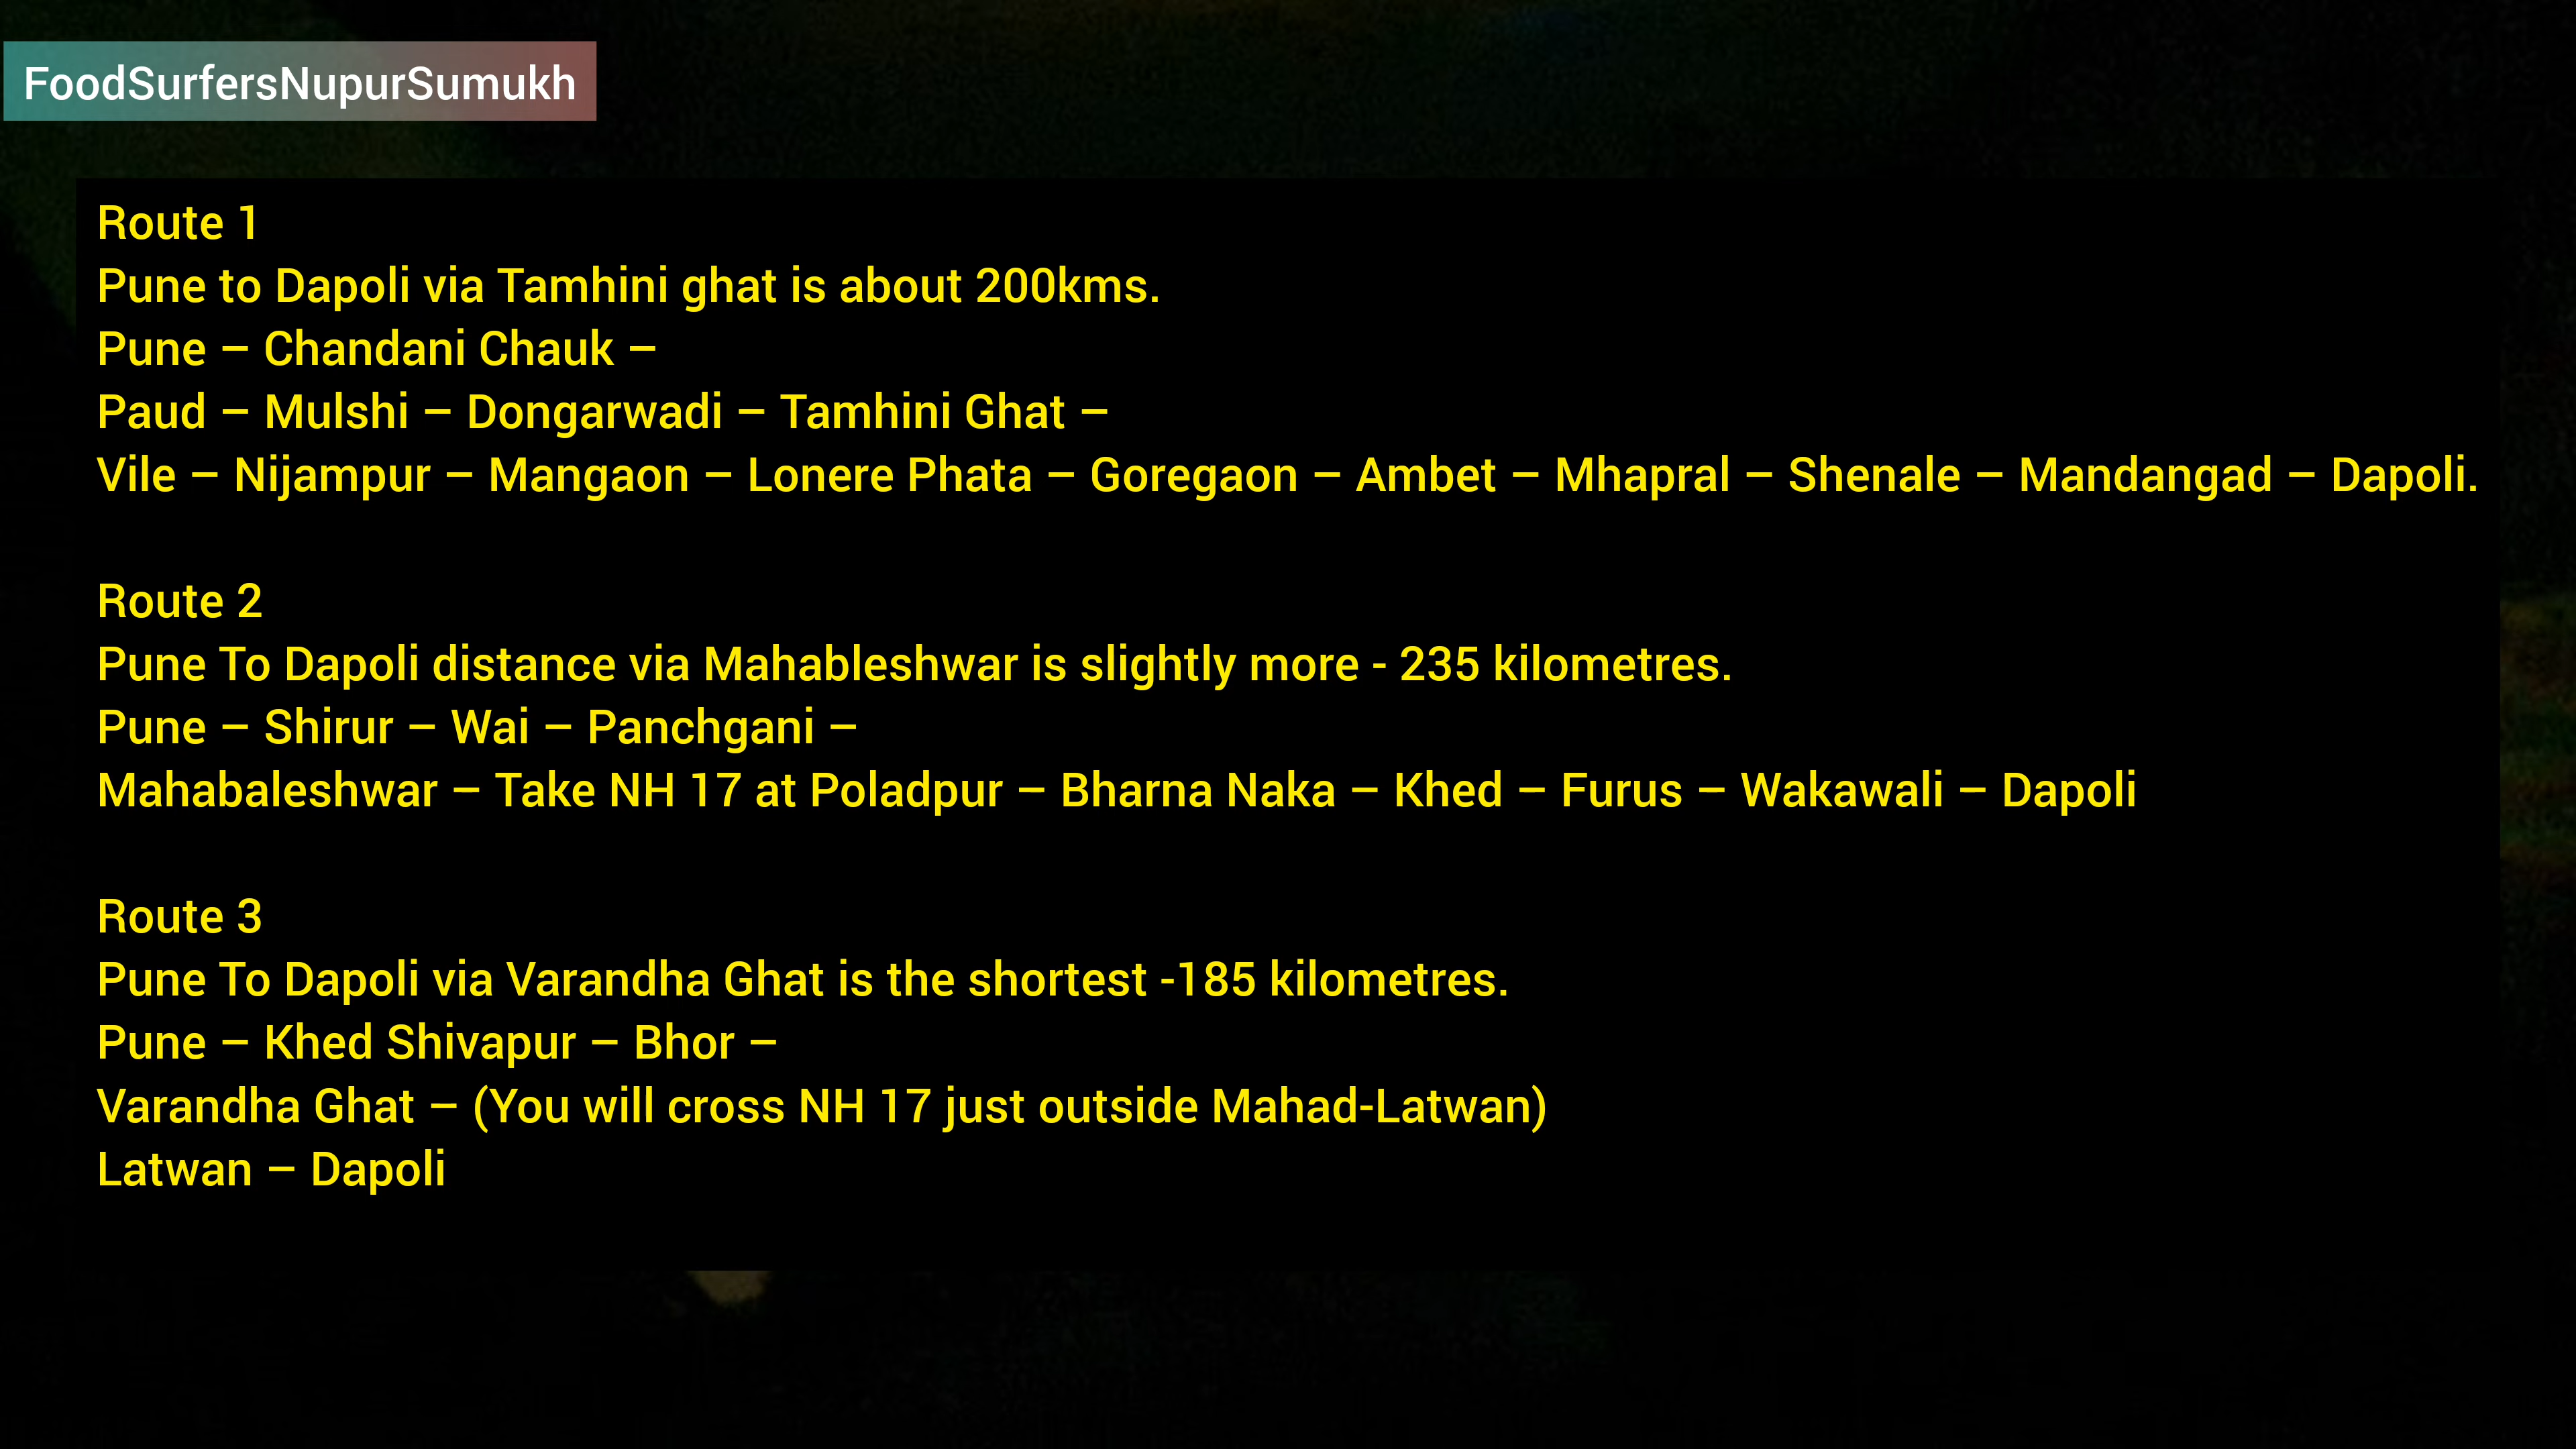 FoodSurfersNupurSumukh
Route 1
Pune to Dapoli via Tamhini ghat is about 200kms.
Pune – Chandani Chauk –
Paud – Mulshi – Dongarwadi – Tamhini Ghat –
Vile – Nijampur – Mangaon – Lonere Phata – Goregaon – Ambet – Mhapral – Shenale – Mandangad – Dapoli.
Route 2
Pune To Dapoli distance via Mahableshwar is slightly more - 235 kilometres.
Pune – Shirur – Wai – Panchgani –
Mahabaleshwar – Take NH 17 at Poladpur – Bharna Naka – Khed – Furus – Wakawali – Dapoli
Route 3
Pune To Dapoli via Varandha Ghat is the shortest -185 kilometres.
Pune – Khed Shivapur – Bhor –
Varandha Ghat – (You will cross NH 17 just outside Mahad-Latwan)
Latwan – Dapoli